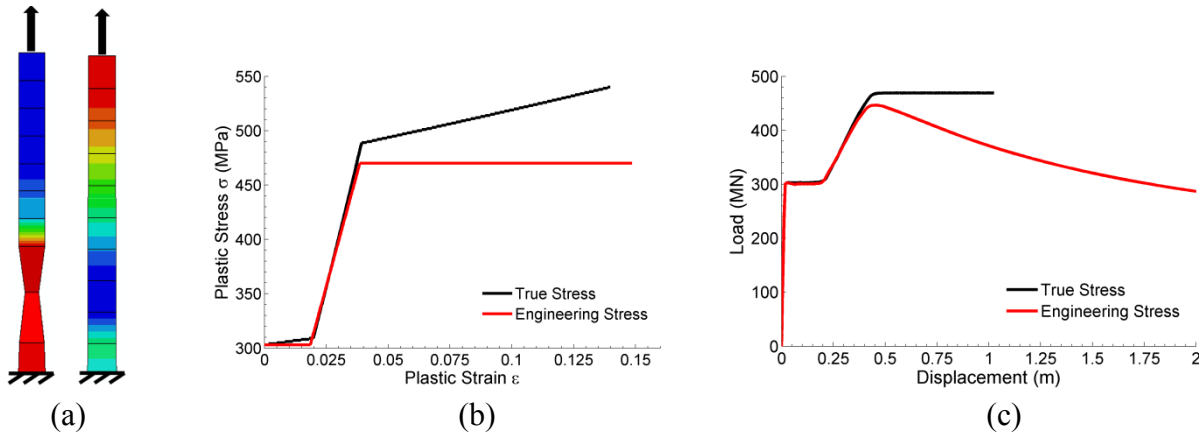 550
500
450
400
350
300
Plastic Stress σ (MPa)
True Stress
Engineering Stress
0
0.025
0.05
0.075
0.1
0.125
0.15
Plastic Strain ε
500
400
300
200
100
0
Load (MN)
True Stress
Engineering Stress
0
0.25
0.5
0.75
1
1.25
1.5
1.75
2
Displacement (m)
(a)
(b)
(c)